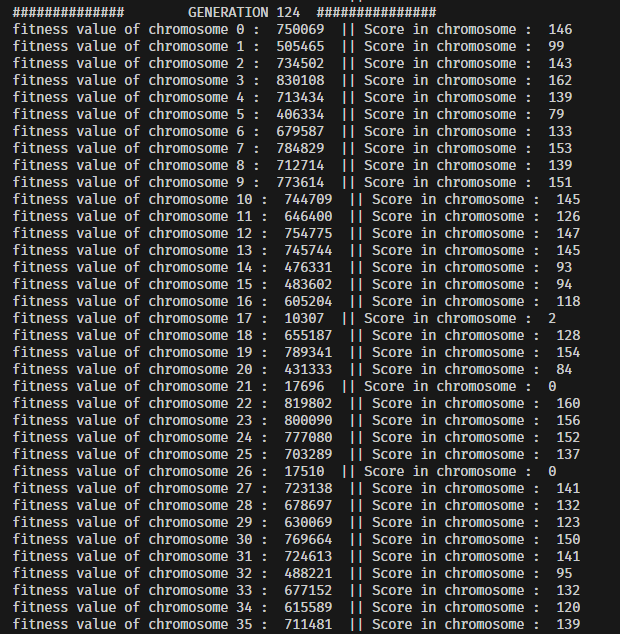 ##############        GENERATION 124  ###############
fitness value of chromosome 0 :  750069  || Score in chromosome :  146
fitness value of chromosome 1 :  505465  || Score in chromosome :  99
fitness value of chromosome 2 :  734502  || Score in chromosome :  143
fitness value of chromosome 3 :  830108  || Score in chromosome :  162
fitness value of chromosome 4 :  713434  || Score in chromosome :  139
fitness value of chromosome 5 :  406334  || Score in chromosome :  79
fitness value of chromosome 6 :  679587  || Score in chromosome :  133
fitness value of chromosome 7 :  784829  || Score in chromosome :  153
fitness value of chromosome 8 :  712714  || Score in chromosome :  139
fitness value of chromosome 9 :  773614  || Score in chromosome :  151
fitness value of chromosome 10 :  744709  || Score in chromosome :  145
fitness value of chromosome 11 :  646400  || Score in chromosome :  126
fitness value of chromosome 12 :  754775  || Score in chromosome :  147
fitness value of chromosome 13 :  745744  || Score in chromosome :  145
fitness value of chromosome 14 :  476331  || Score in chromosome :  93
fitness value of chromosome 15 :  483602  || Score in chromosome :  94
fitness value of chromosome 16 :  605204  || Score in chromosome :  118
fitness value of chromosome 17 :  10307  || Score in chromosome :  2
fitness value of chromosome 18 :  655187  || Score in chromosome :  128
fitness value of chromosome 19 :  789341  || Score in chromosome :  154
fitness value of chromosome 20 :  431333  || Score in chromosome :  84
fitness value of chromosome 21 :  17696  || Score in chromosome :  0
fitness value of chromosome 22 :  819802  || Score in chromosome :  160
fitness value of chromosome 23 :  800090  || Score in chromosome :  156
fitness value of chromosome 24 :  777080  || Score in chromosome :  152
fitness value of chromosome 25 :  703289  || Score in chromosome :  137
fitness value of chromosome 26 :  17510  || Score in chromosome :  0
fitness value of chromosome 27 :  723138  || Score in chromosome :  141
fitness value of chromosome 28 :  678697  || Score in chromosome :  132
fitness value of chromosome 29 :  630069  || Score in chromosome :  123
fitness value of chromosome 30 :  769664  || Score in chromosome :  150
fitness value of chromosome 31 :  724613  || Score in chromosome :  141
fitness value of chromosome 32 :  488221  || Score in chromosome :  95
fitness value of chromosome 33 :  677152  || Score in chromosome :  132
fitness value of chromosome 34 :  615589  || Score in chromosome :  120
fitness value of chromosome 35 :  711481  || Score in chromosome :  139